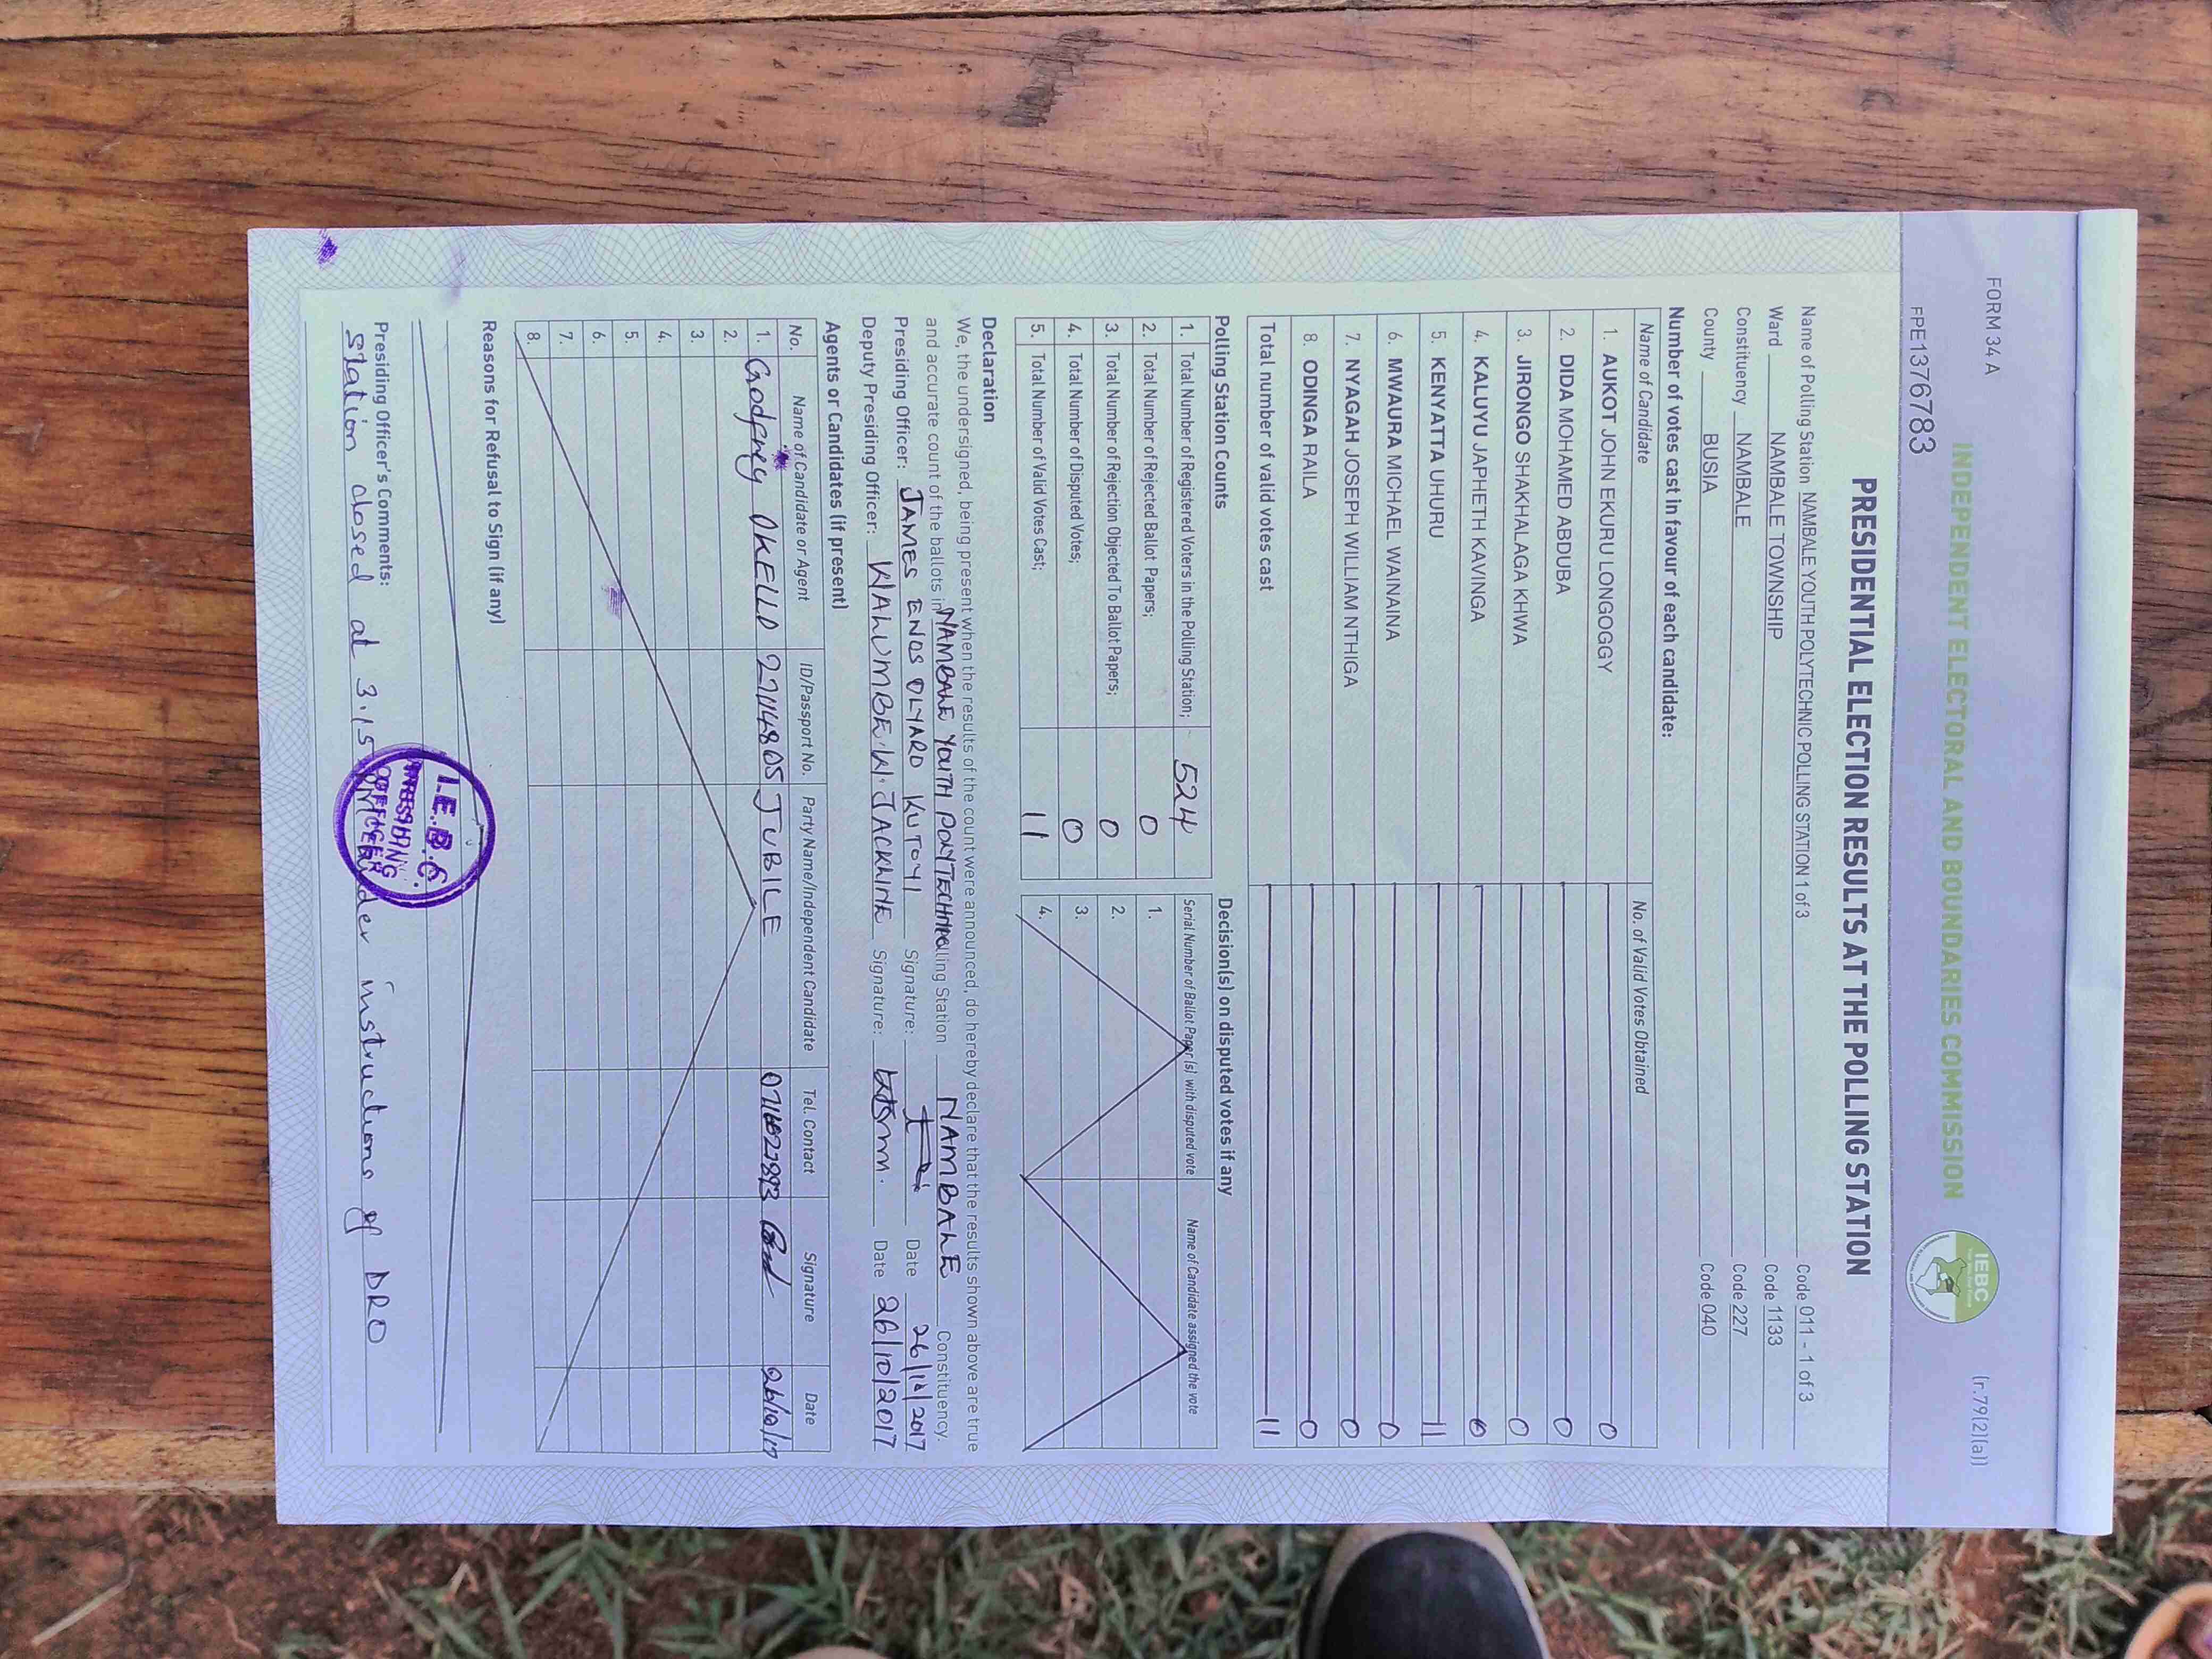 FORM 34 A
(r.79(2)(a))
INDEPENDENT ELECTORAL AND BOUNDARIES COMMISSION
IEBC
FPE1376783
PRESIDENTIAL ELECTION RESULTS AT THE POLLING STATION
Name of Polling Station NAMBALE YOUTH POLYTECHNIC POLLING STATION 1 of 3 Code 011 - 1 of 3
Ward NAMBALE TOWNSHIP Code 1133
Constituency NAMBALE Code 227
County BUSIA Code 040
Number of votes cast in favour of each candidate:
Name of Candidate No. of Valid Votes Obtained
1. AUKOT JOHN EKURU LONGOGGY 0
2. DIDA MOHAMED ABDUBA 0
3. JIRONGO SHAKHALAGA KHWA 0
4. KALUYU JAPHETH KAVINGA 0
5. KENYATTA UHURU 11
6. MWAURA MICHAEL WAINAINA 0
7. NYAGAH JOSEPH WILLIAM NTHIGA 0
8. ODINGA RAILA 0
Total number of valid votes cast 11
Polling Station Counts Decision(s) on disputed votes if any
1. Total Number of Registered Voters in the Polling Station; 524
2. Total Number of Rejected Ballot Papers; 0
3. Total Number of Rejection Objected To Ballot Papers; 0
4. Total Number of Disputed Votes; 0
5. Total Number of Valid Votes Cast; 11
Serial Number of Ballot Paper(s) with disputed vote Name of Candidate assigned the vote
1.
2.
3.
4.
Declaration
We, the undersigned, being present when the results of the count were announced, do hereby declare that the results shown above are true
and accurate count of the ballots in NAMBALE YOUTH POLYTECHNIC Polling Station NAMBALE Constituency.
Presiding Officer: JAMES ENOS OLYARO KUTOYI Signature: Date 26/10/2017
Deputy Presiding Officer: WALUMBE.W.JACKLINE Signature: Date 26/10/2017
Agents or Candidates (if present)
No. Name of Candidate or Agent ID/Passport No. Party Name/Independent Candidate Tel. Contact Signature Date
1. Godfrey OKELLO 27114805 JUBILE 26/10/17
2.
3.
4.
5.
6.
7.
8.
Reasons for Refusal to Sign (if any)
Presiding Officer's Comments:
Station closed at 3.15 under instructions of DRO
I.E.B.C
PRESIDING
OFFICER